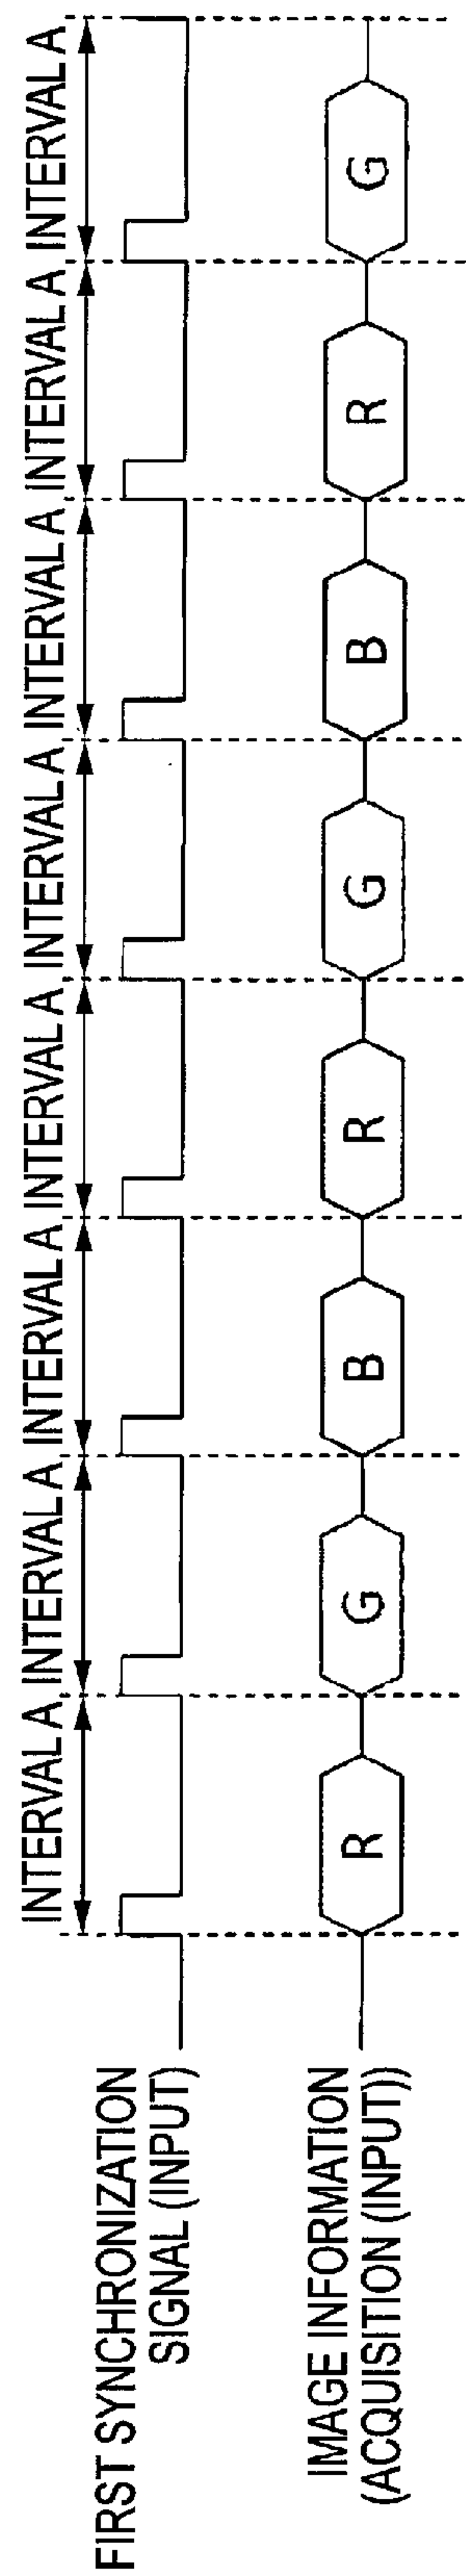 INTERVAL A INTERVAL A INTERVAL A INTERVAL A INTERVAL A INTERVAL A INTERVAL A INTERVAL A
FIRST SYNCHRONIZATION
SIGNAL (INPUT)
IMAGE INFORMATION
(ACQUISITION (INPUT))
R G B R G B R G